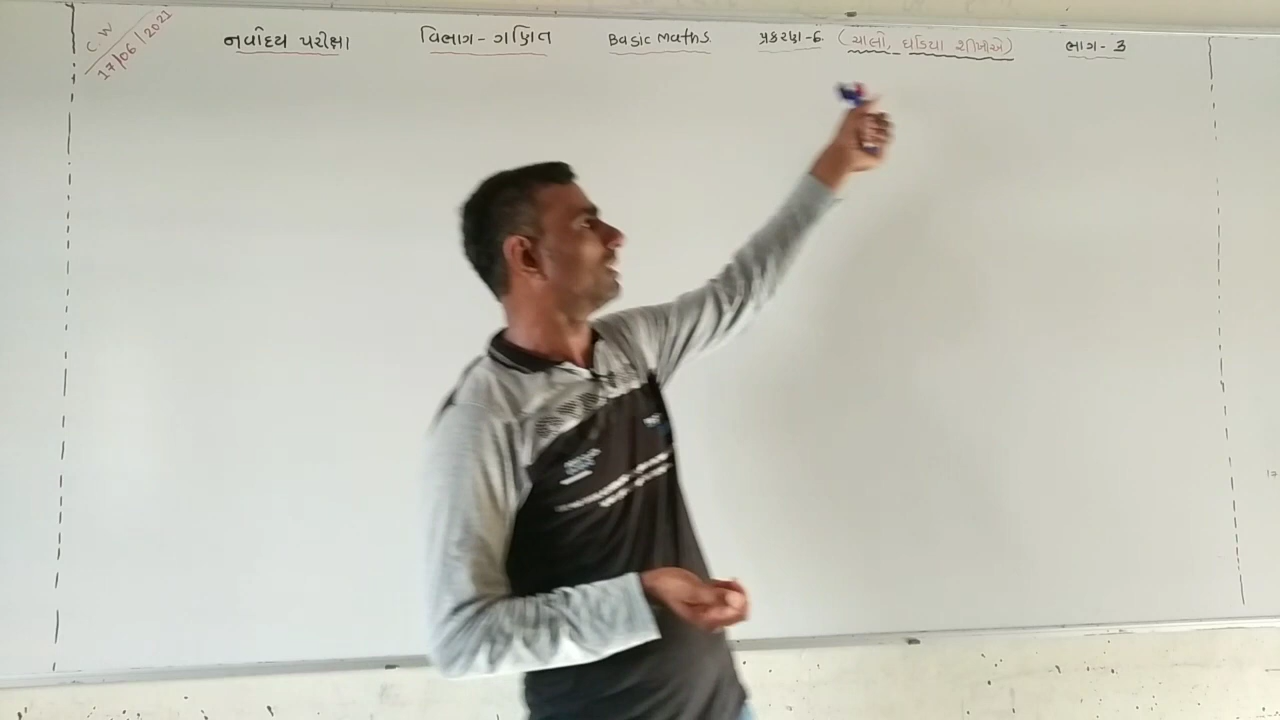 C.W
17/06/2021
નવોદય પરીક્ષા વિભાગ - ગણિત Basic Maths પ્રકરણ-6 (ચાલો, ઘડિયા શીખીએ) ભાગ - 3